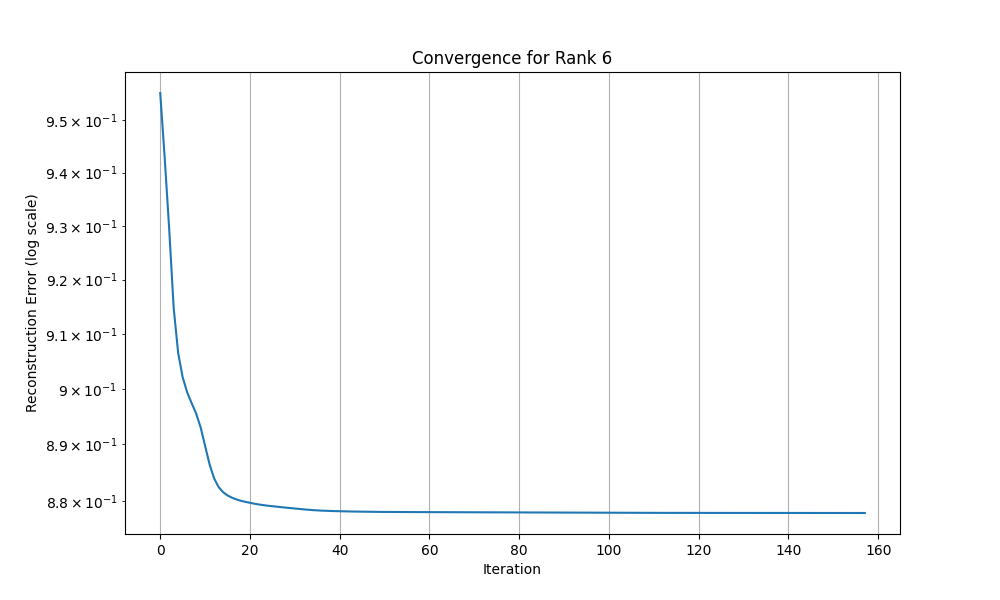 Convergence for Rank 6
Reconstruction Error (log scale)
9.5 × 10⁻¹
9.4 × 10⁻¹
9.3 × 10⁻¹
9.2 × 10⁻¹
9.1 × 10⁻¹
9 × 10⁻¹
8.9 × 10⁻¹
8.8 × 10⁻¹
0 20 40 60 80 100 120 140 160
Iteration